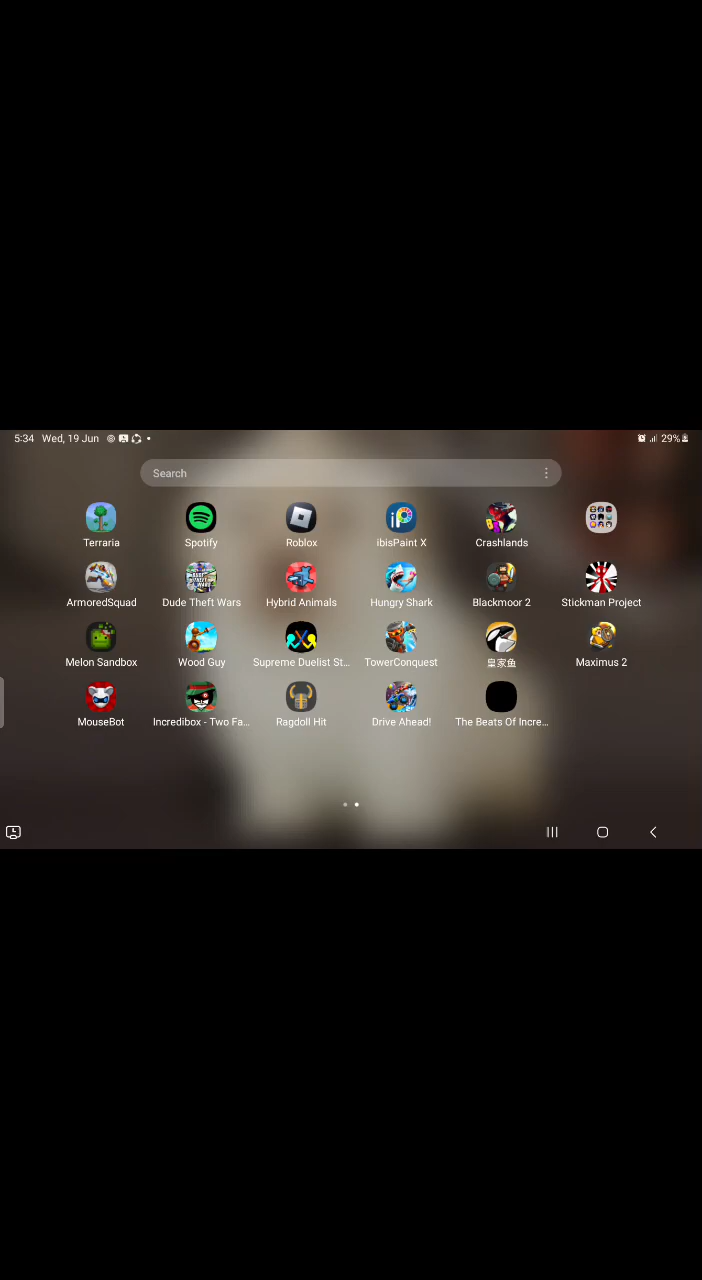 5:34 Wed, 19 Jun 29%
Search
Terraria Spotify Roblox ibisPaint X Crashlands
ArmoredSquad Dude Theft Wars Hybrid Animals Hungry Shark Blackmoor 2 Stickman Project
Melon Sandbox Wood Guy Supreme Duelist St... TowerConquest 皇家鱼 Maximus 2
MouseBot Incredibox - Two Fa... Ragdoll Hit Drive Ahead! The Beats Of Incre...